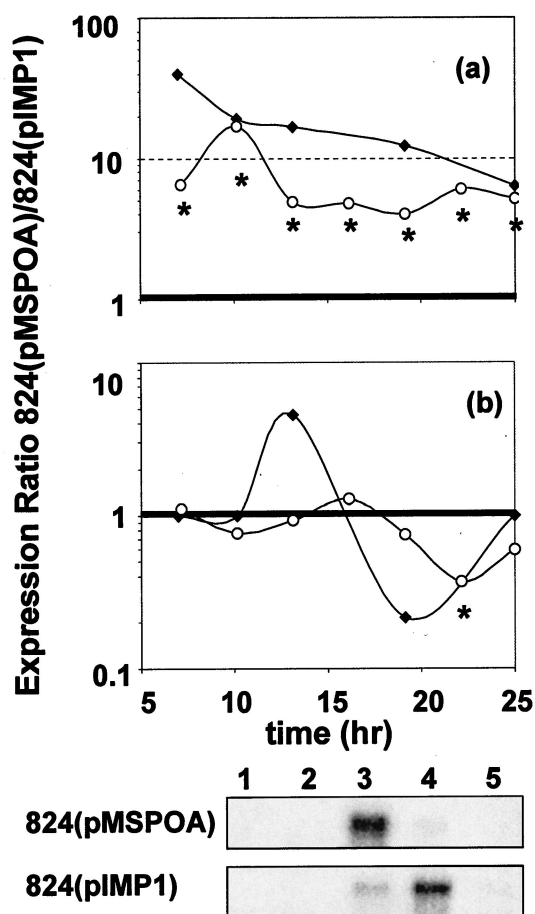 Expression Ratio 824(pMSPOA)/824(pIMP1)
100
(a)
10
* * * * * * *
1
10
(b)
1
*
0.1
5 10 15 20 25
time (hr)
1 2 3 4 5
824(pMSPOA)
824(pIMP1)